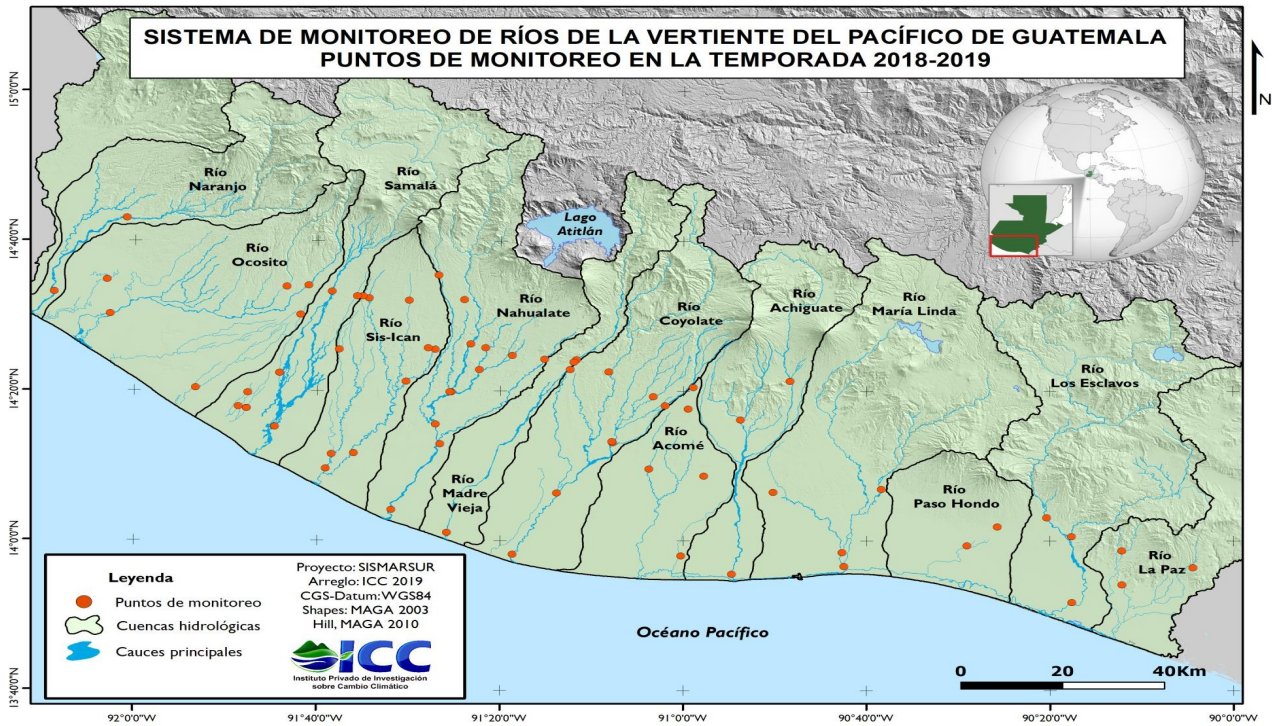 SISTEMA DE MONITOREO DE RÍOS DE LA VERTIENTE DEL PACÍFICO DE GUATEMALA
PUNTOS DE MONITOREO EN LA TEMPORADA 2018-2019
N
15°0'0"N
14°40'0"N
14°20'0"N
14°0'0"N
13°40'0"N
Río
Naranjo
Río
Samalá
Río
Ocosito
Lago
Atitlán
Río
Sis-Ican
Río
Nahualate
Río
Coyolate
Río
Achiguate
Río
María Linda
Río
Los Esclavos
Río
Acomé
Río
Madre
Vieja
Río
Paso Hondo
Río
La Paz
Océano Pacífico
Leyenda
Puntos de monitoreo
Cuencas hidrológicas
Cauces principales
Proyecto: SISMARSUR
Arreglo: ICC 2019
CGS-Datum: WGS84
Shapes: MAGA 2003
Hill, MAGA 2010
ICC
Instituto Privado de Investigación
sobre Cambio Climático
0 20 40 Km
92°0'0"W 91°40'0"W 91°20'0"W 91°0'0"W 90°40'0"W 90°20'0"W 90°0'0"W